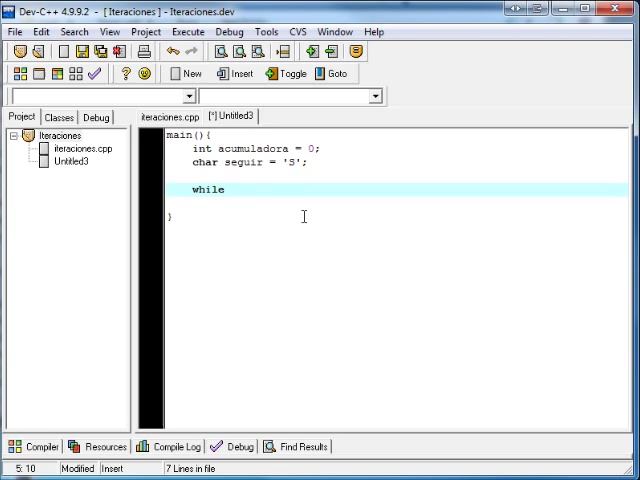 Dev-C++ 4.9.9.2 - [ Iteraciones ] - Iteraciones.dev
File Edit Search View Project Execute Debug Tools CVS Window Help
New Insert Toggle Goto
Project Classes Debug
iteraciones.cpp [*] Untitled3
Iteraciones
iteraciones.cpp
Untitled3
main(){
int acumuladora = 0;
char seguir = 'S';
while
}
Compiler Resources Compile Log Debug Find Results
5: 10 Modified Insert 7 Lines in file